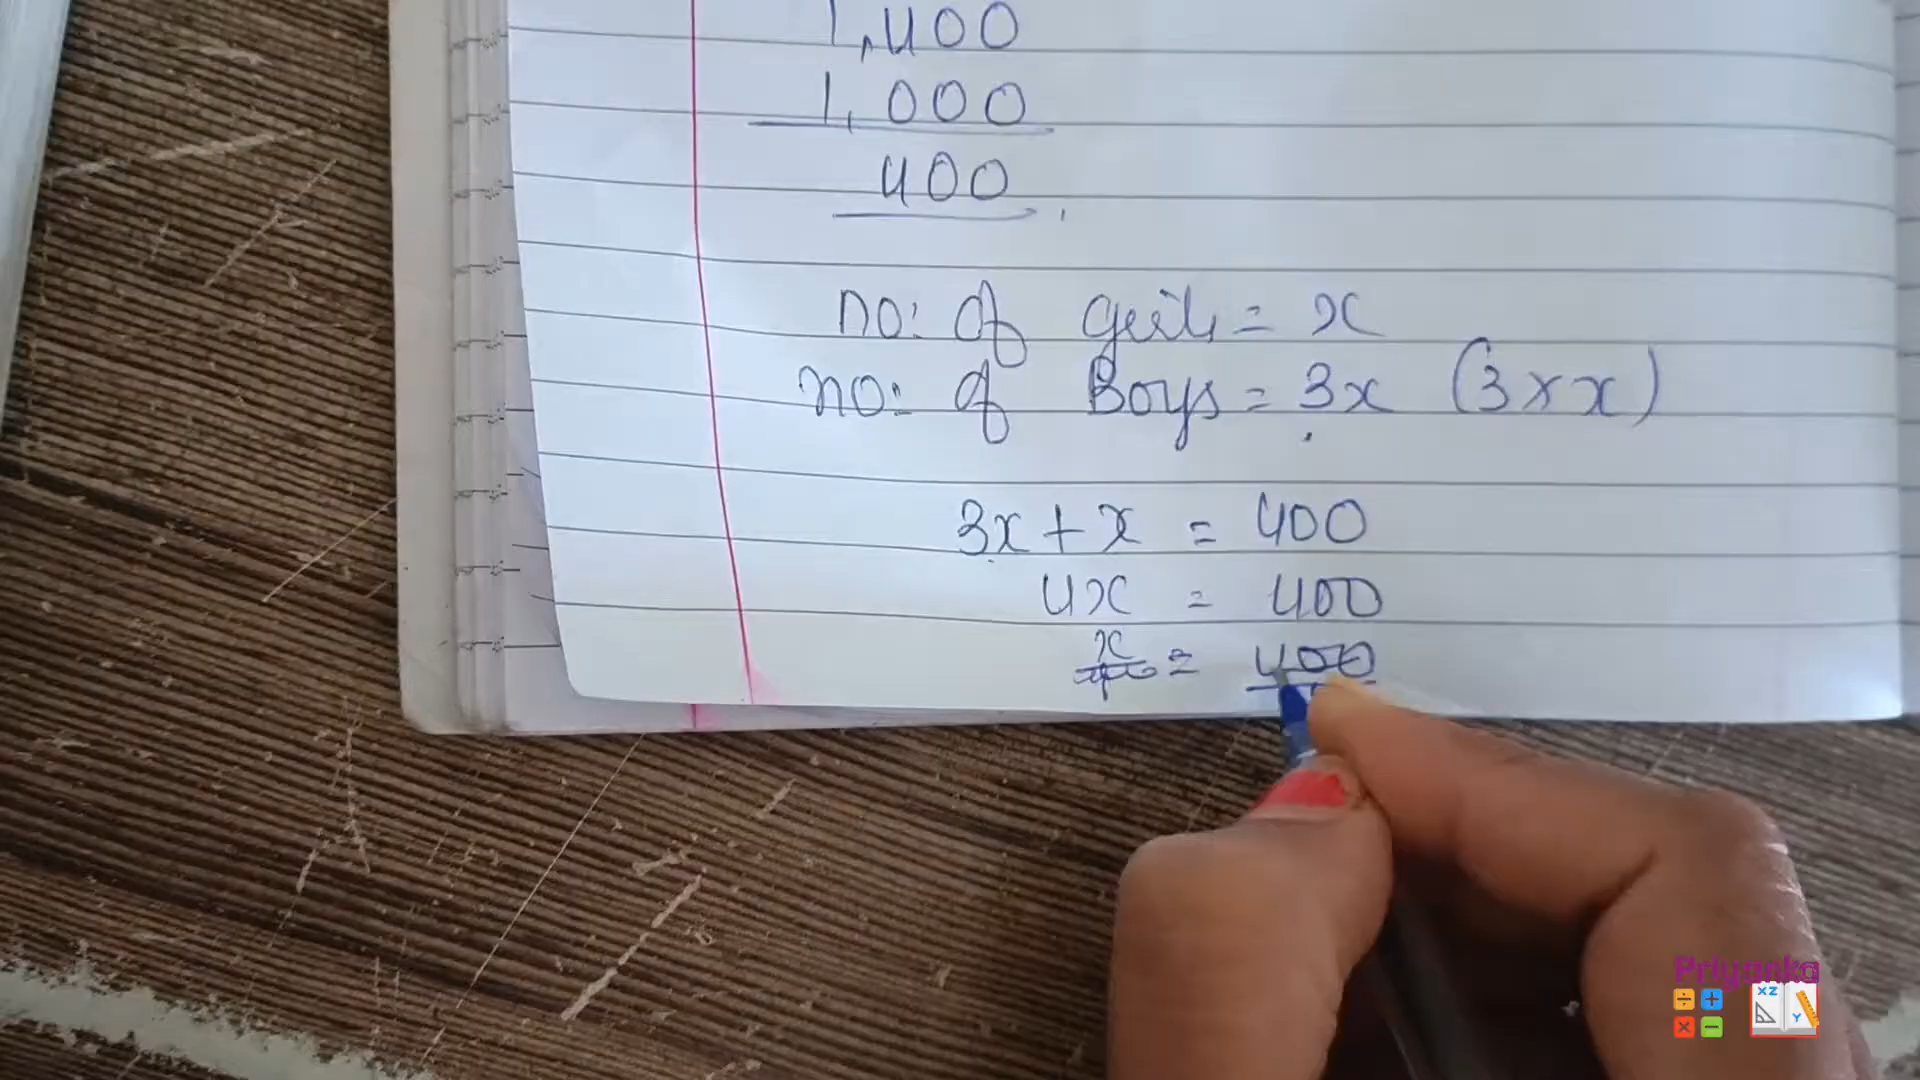 1,400
1,000
400
no: of girls = x
no: of Boys = 3x (3 × x)
3x + x = 400
4x = 400
x = 400
Priyanka
XZ
Y